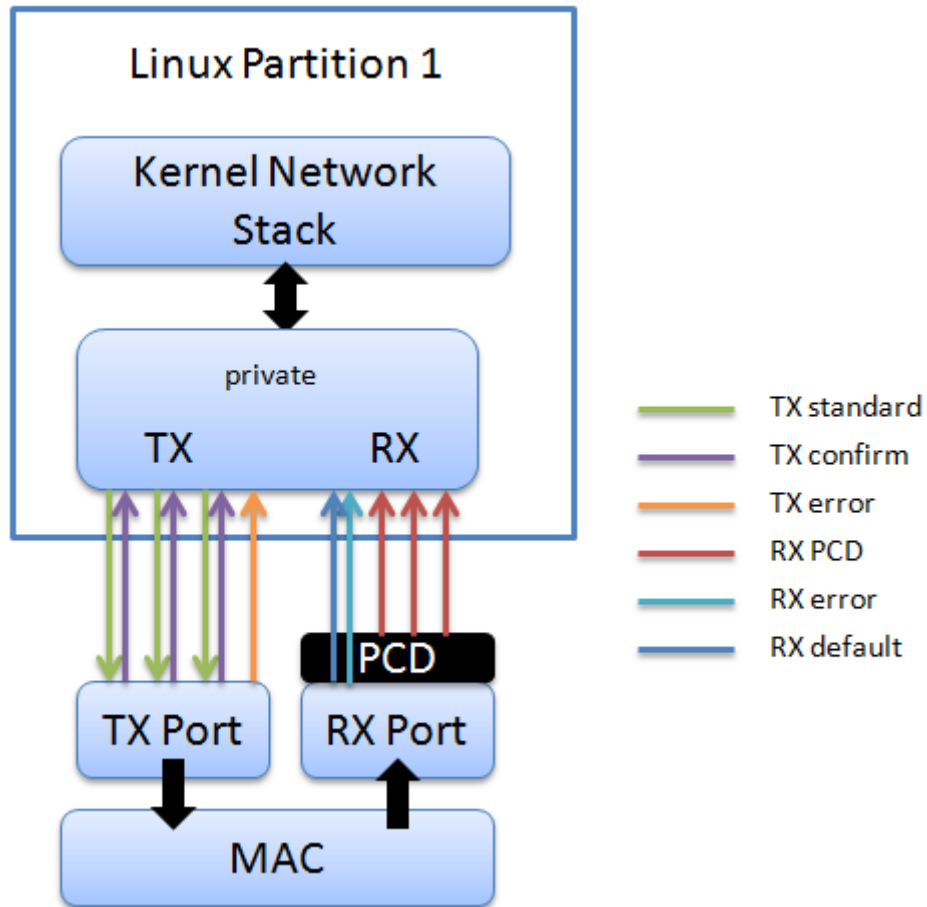 Linux Partition 1
Kernel Network
Stack
private
TX
RX
PCD
TX Port
RX Port
MAC
TX standard
TX confirm
TX error
RX PCD
RX error
RX default